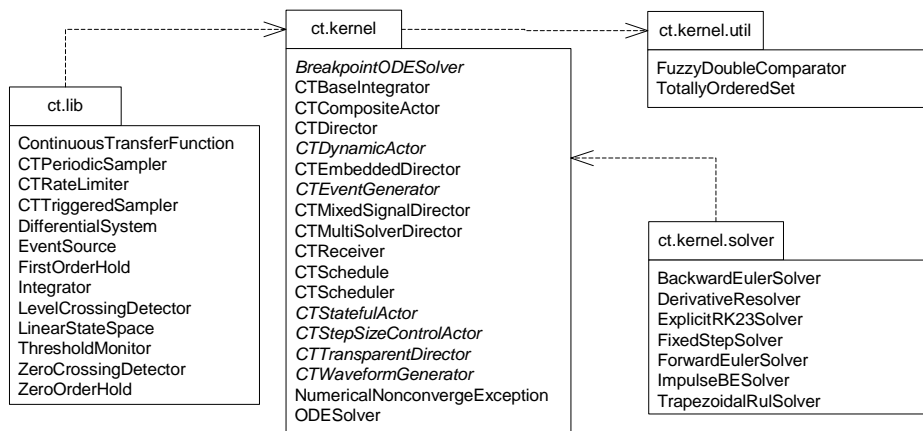 ct.kernel
BreakpointODESolver
CTBaseIntegrator
CTCompositeActor
CTDirector
CTDynamicActor
CTEmbeddedDirector
CTEventGenerator
CTMixedSignalDirector
CTMultiSolverDirector
CTReceiver
CTSchedule
CTScheduler
CTStatefulActor
CTStepSizeControlActor
CTTransparentDirector
CTWaveformGenerator
NumericalNonconvergeException
ODESolver
ct.kernel.util
FuzzyDoubleComparator
TotallyOrderedSet
ct.lib
ContinuousTransferFunction
CTPeriodicSampler
CTRateLimiter
CTTriggeredSampler
DifferentialSystem
EventSource
FirstOrderHold
Integrator
LevelCrossingDetector
LinearStateSpace
ThresholdMonitor
ZeroCrossingDetector
ZeroOrderHold
ct.kernel.solver
BackwardEulerSolver
DerivativeResolver
ExplicitRK23Solver
FixedStepSolver
ForwardEulerSolver
ImpulseBESolver
TrapezoidalRulSolver